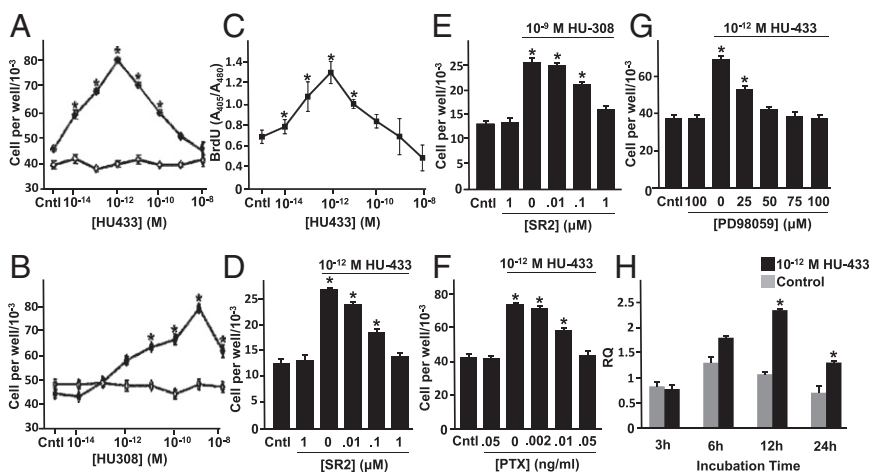 A
Cell per well/10⁻³
80
70
60
50
40
30
*
*
*
*
*
Cntl 10⁻¹⁴ 10⁻¹² 10⁻¹⁰ 10⁻⁸
[HU433] (M)
B
Cell per well/10⁻³
80
70
60
50
40
*
*
*
*
Cntl 10⁻¹⁴ 10⁻¹² 10⁻¹⁰ 10⁻⁸
[HU308] (M)
C
BrdU (A405/A480)
1.4
1.2
1.0
0.8
0.6
0.4
0
*
*
*
*
Cntl 10⁻¹⁴ 10⁻¹² 10⁻¹⁰ 10⁻⁸
[HU433] (M)
D
10⁻¹² M HU-433
Cell per well/10⁻³
25
20
15
10
5
0
* * *
Cntl 1 0 .01 .1 1
[SR2] (μM)
E
10⁻⁹ M HU-308
Cell per well/10⁻³
25
20
15
10
5
0
* * *
Cntl 1 0 .01 .1 1
[SR2] (μM)
F
10⁻¹² M HU-433
Cell per well/10⁻³
80
60
40
20
0
* * *
Cntl .05 0 .002 .01 .05
[PTX] (ng/ml)
G
10⁻¹² M HU-433
Cell per well/10⁻³
60
40
20
0
* *
Cntl 100 0 25 50 75 100
[PD98059] (μM)
H
10⁻¹² M HU-433
Control
RQ
2.5
2
1.5
1
0.5
0
* *
3h 6h 12h 24h
Incubation Time